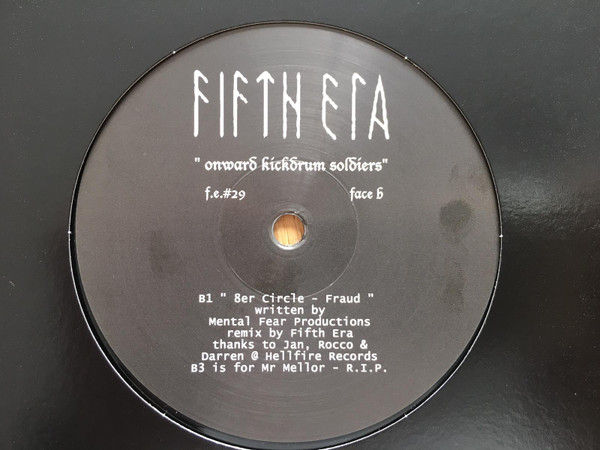 FIFTH ERA
" onward kickdrum soldiers"
f.e.#29 face b
B1 " 8er Circle - Fraud "
written by
Mental Fear Productions
remix by Fifth Era
thanks to Jan, Rocco &
Darren @ Hellfire Records
B3 is for Mr Mellor - R.I.P.